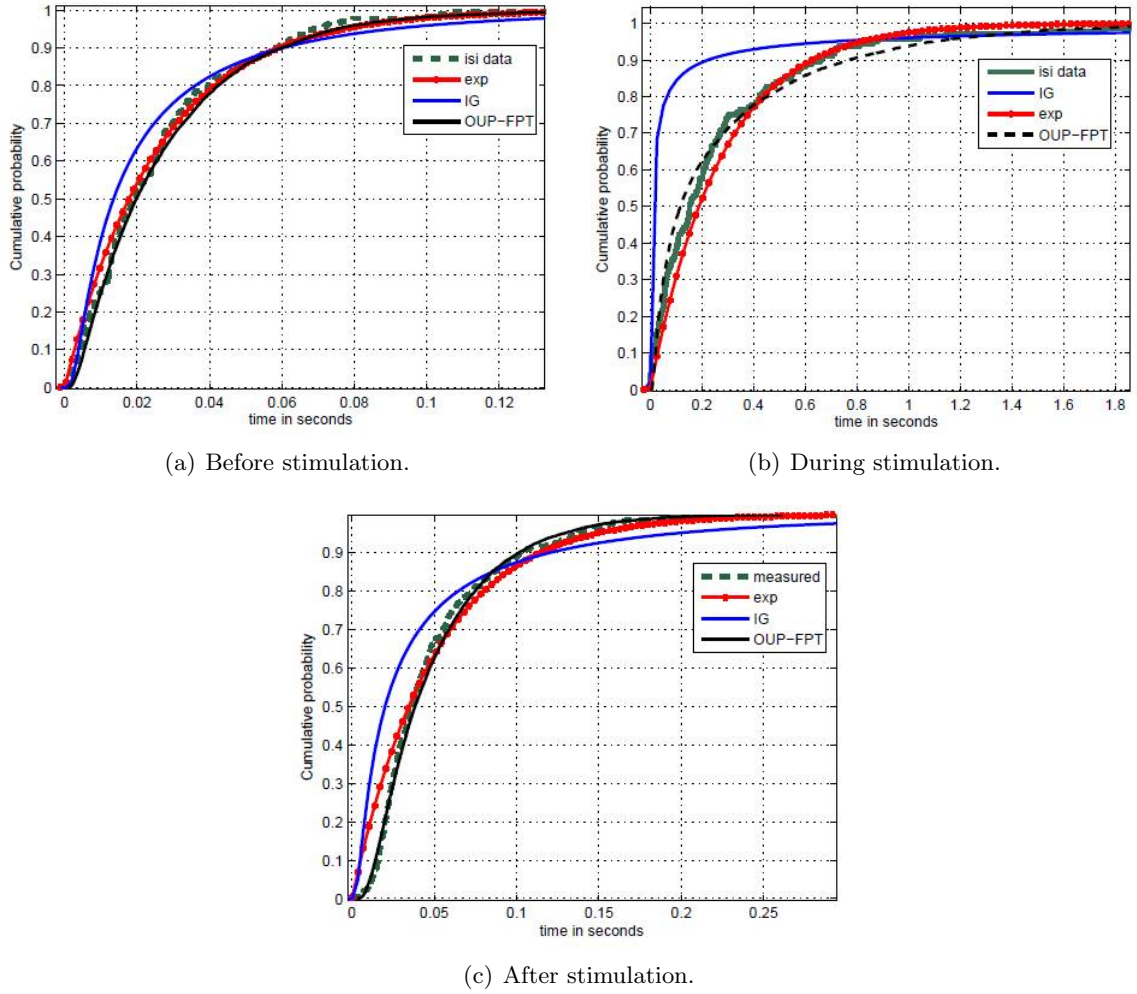 1
0.9
0.8
0.7
0.6
0.5
0.4
0.3
0.2
0.1
0
Cumulative probability
isi data
exp
IG
OUP-FPT
0 0.02 0.04 0.06 0.08 0.1 0.12
time in seconds
(a) Before stimulation.
1
0.9
0.8
0.7
0.6
0.5
0.4
0.3
0.2
0.1
0
Cumulative probability
isi data
IG
exp
OUP-FPT
0 0.2 0.4 0.6 0.8 1 1.2 1.4 1.6 1.8
time in seconds
(b) During stimulation.
0.9
0.8
0.7
0.6
0.5
0.4
0.3
0.2
0.1
0
Cumulative probability
measured
exp
IG
OUP-FPT
0 0.05 0.1 0.15 0.2 0.25
time in seconds
(c) After stimulation.